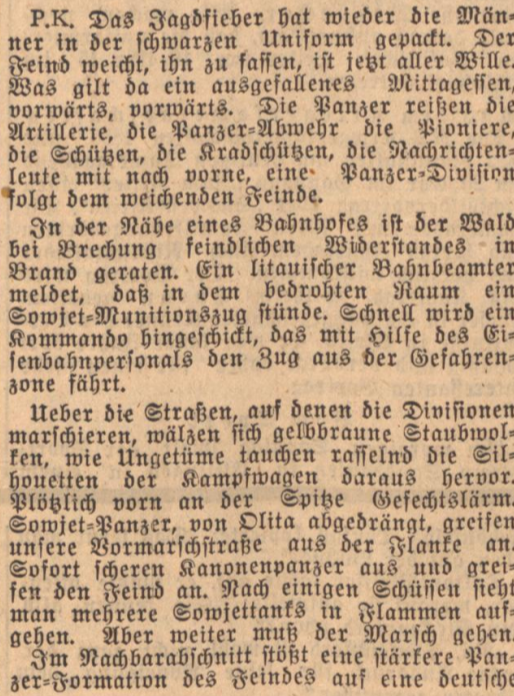 P.K. Das Jagdfieber hat wieder die Män-
ner in der schwarzen Uniform gepackt. Der
Feind weicht, ihn zu fassen, ist jetzt aller Wille.
Was gilt da ein ausgefallenes Mittagessen,
vorwärts, vorwärts. Die Panzer reißen die
Artillerie, die Panzer-Abwehr die Pioniere,
die Schützen, die Kradschützen, die Nachrichten-
leute mit nach vorne, eine Panzer-Division
folgt dem weichenden Feinde.
In der Nähe eines Bahnhofes ist der Wald
bei Brechung feindlichen Widerstandes in
Brand geraten. Ein litauischer Bahnbeamter
meldet, daß in dem bedrohten Raum ein
Sowjet-Munitionszug stünde. Schnell wird ein
Kommando hingeschickt, das mit Hilfe des Ei-
senbahnpersonals den Zug aus der Gefahren-
zone fährt.
Ueber die Straßen, auf denen die Divisionen
marschieren, wälzen sich gelbbraune Staubwol-
ken, wie Ungetüme tauchen rasselnd die Sil-
houetten der Kampfwagen daraus hervor.
Plötzlich vorn an der Spitze Gefechtslärm.
Sowjet-Panzer, von Olita abgedrängt, greifen
unsere Vormarschstraße aus der Flanke an.
Sofort scheren Kanonenpanzer aus und grei-
fen den Feind an. Nach einigen Schüssen sieht
man mehrere Sowjettanks in Flammen auf-
gehen. Aber weiter muß der Marsch gehen.
Im Nachbarabschnitt stößt eine stärkere Pan-
zer-Formation des Feindes auf eine deutsche